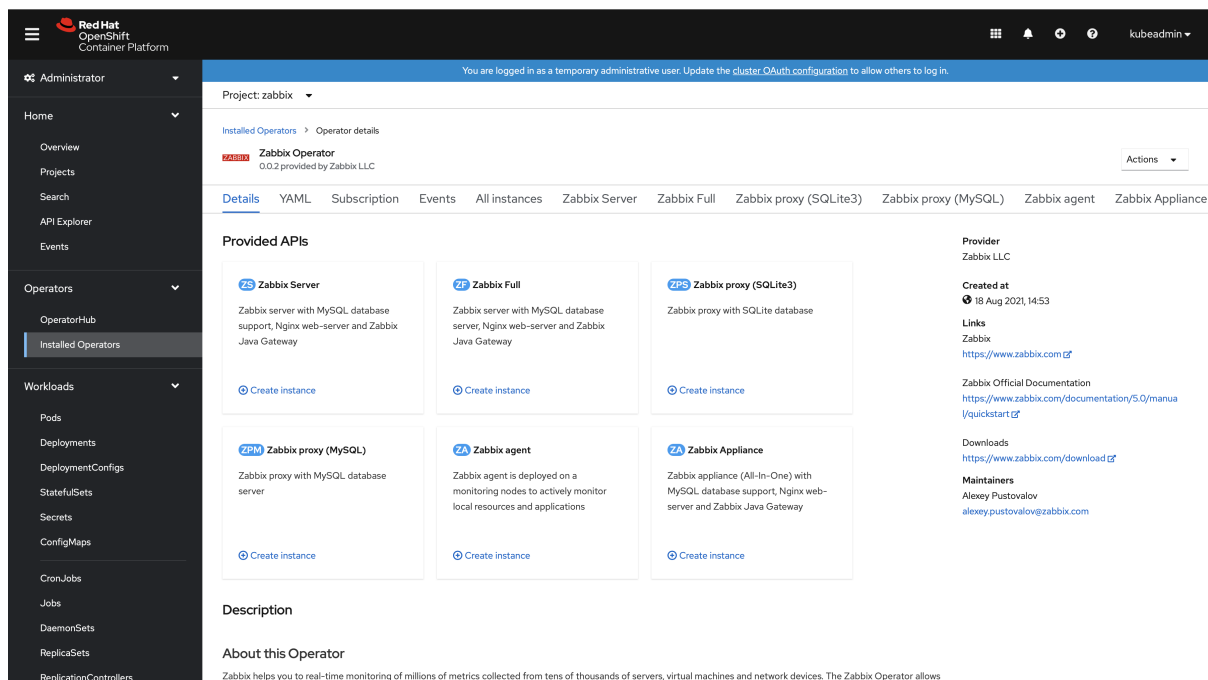 Red Hat
OpenShift
Container Platform
kubeadmin
Administrator
You are logged in as a temporary administrative user. Update the cluster OAuth configuration to allow others to log in.
Project: zabbix
Home
Overview
Projects
Search
API Explorer
Events
Operators
OperatorHub
Installed Operators
Workloads
Pods
Deployments
DeploymentConfigs
StatefulSets
Secrets
ConfigMaps
CronJobs
Jobs
DaemonSets
ReplicaSets
ReplicationControllers
Installed Operators > Operator details
ZABBIX
Zabbix Operator
0.0.2 provided by Zabbix LLC
Actions
Details YAML Subscription Events All instances Zabbix Server Zabbix Full Zabbix proxy (SQLite3) Zabbix proxy (MySQL) Zabbix agent Zabbix Appliance
Provided APIs
ZS Zabbix Server
Zabbix server with MySQL database
support, Nginx web-server and Zabbix
Java Gateway
Create instance
ZF Zabbix Full
Zabbix server with MySQL database
server, Nginx web-server and Zabbix
Java Gateway
Create instance
ZPS Zabbix proxy (SQLite3)
Zabbix proxy with SQLite database
Create instance
ZPM Zabbix proxy (MySQL)
Zabbix proxy with MySQL database
server
Create instance
ZA Zabbix agent
Zabbix agent is deployed on a
monitoring nodes to actively monitor
local resources and applications
Create instance
ZA Zabbix Appliance
Zabbix appliance (All-In-One) with
MySQL database support, Nginx web-
server and Zabbix Java Gateway
Create instance
Provider
Zabbix LLC
Created at
18 Aug 2021, 14:53
Links
Zabbix
https://www.zabbix.com
Zabbix Official Documentation
https://www.zabbix.com/documentation/5.0/manua
l/quickstart
Downloads
https://www.zabbix.com/download
Maintainers
Alexey Pustovalov
alexey.pustovalov@zabbix.com
Description
About this Operator
Zabbix helps you to real-time monitoring of millions of metrics collected from tens of thousands of servers, virtual machines and network devices. The Zabbix Operator allows